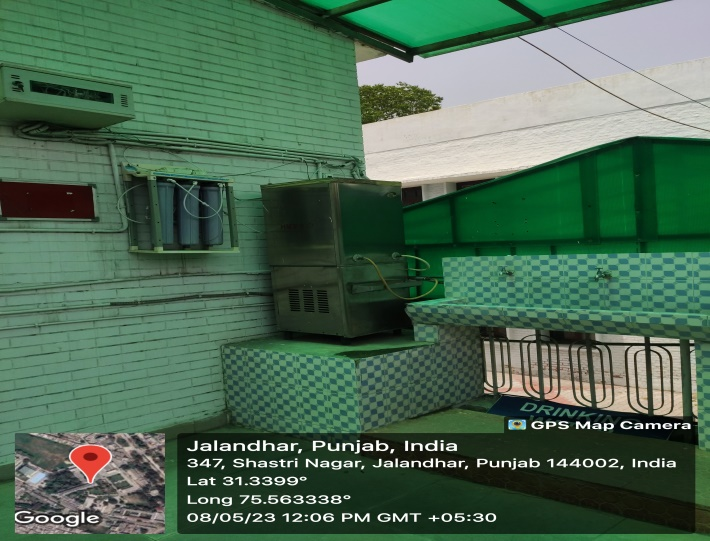 DRINKIN
GPS Map Camera
Jalandhar, Punjab, India
347, Shastri Nagar, Jalandhar, Punjab 144002, India
Lat 31.3399°
Long 75.563338°
08/05/23 12:06 PM GMT +05:30
Google